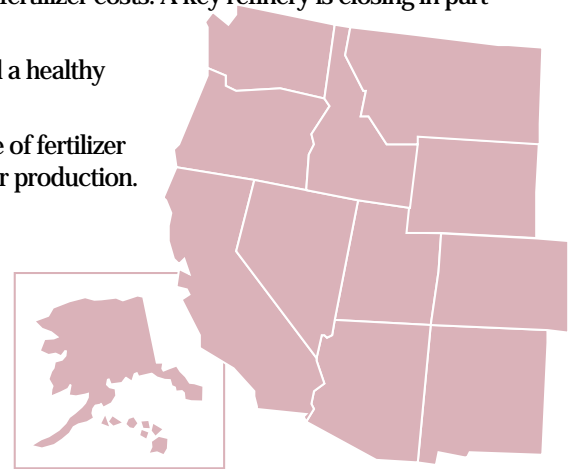 fertilizer costs. A key refinery is closing in part
a healthy
of fertilizer
production.